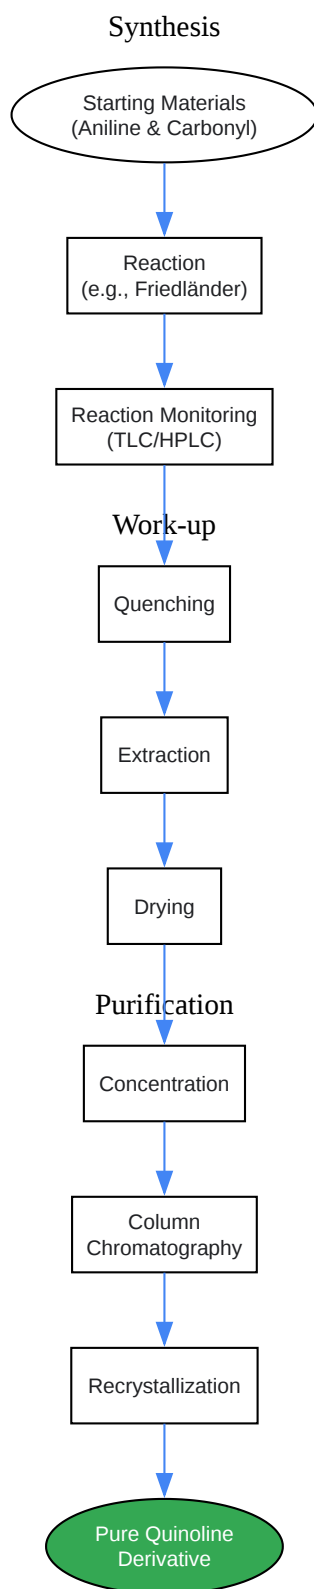 Synthesis
Starting Materials
(Aniline & Carbonyl)
Reaction
(e.g., Friedländer)
Reaction Monitoring
(TLC/HPLC)
Work-up
Quenching
Extraction
Drying
Purification
Concentration
Column
Chromatography
Recrystallization
Pure Quinoline
Derivative